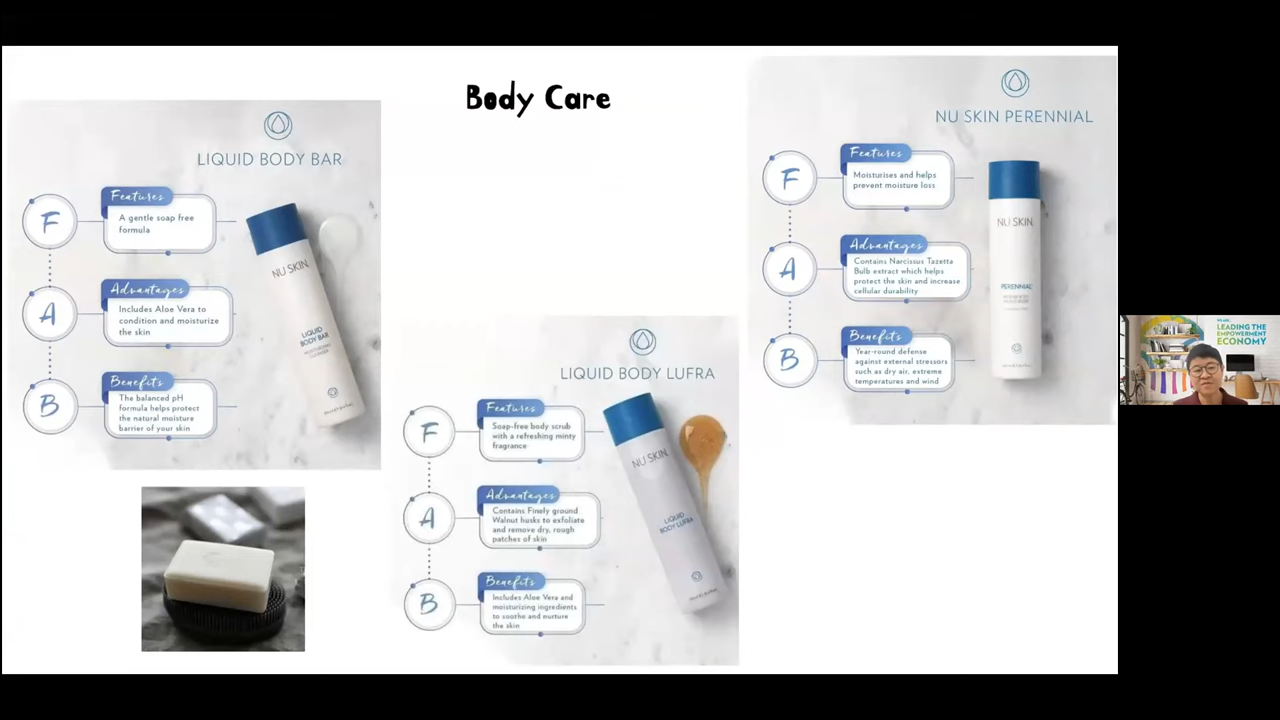 Body Care
LIQUID BODY BAR
F
Features
A gentle soap free
formula
A
Advantages
Includes Aloe Vera to
condition and moisturize
the skin
B
Benefits
The balanced pH
formula helps protect
the natural moisture
barrier of your skin
NU SKIN
LIQUID
BODY BAR
LIQUID BODY LUFRA
F
Features
Soap-free body scrub
with a refreshing minty
fragrance
A
Advantages
Contains Finely ground
Walnut husks to exfoliate
and remove dry, rough
patches of skin
B
Benefits
Includes Aloe Vera and
moisturizing ingredients
to soothe and nurture
the skin
NU SKIN
LIQUID
BODY LUFRA
NU SKIN PERENNIAL
F
Features
Moisturises and helps
prevent moisture loss
A
Advantages
Contains Narcissus Tazetta
Bulb extract which helps
protect the skin and increase
cellular durability
B
Benefits
Year-round defense
against external stressors
such as dry air, extreme
temperatures and wind
NU SKIN
PERENNIAL
LEADING THE
EMPOWERMENT
ECONOMY